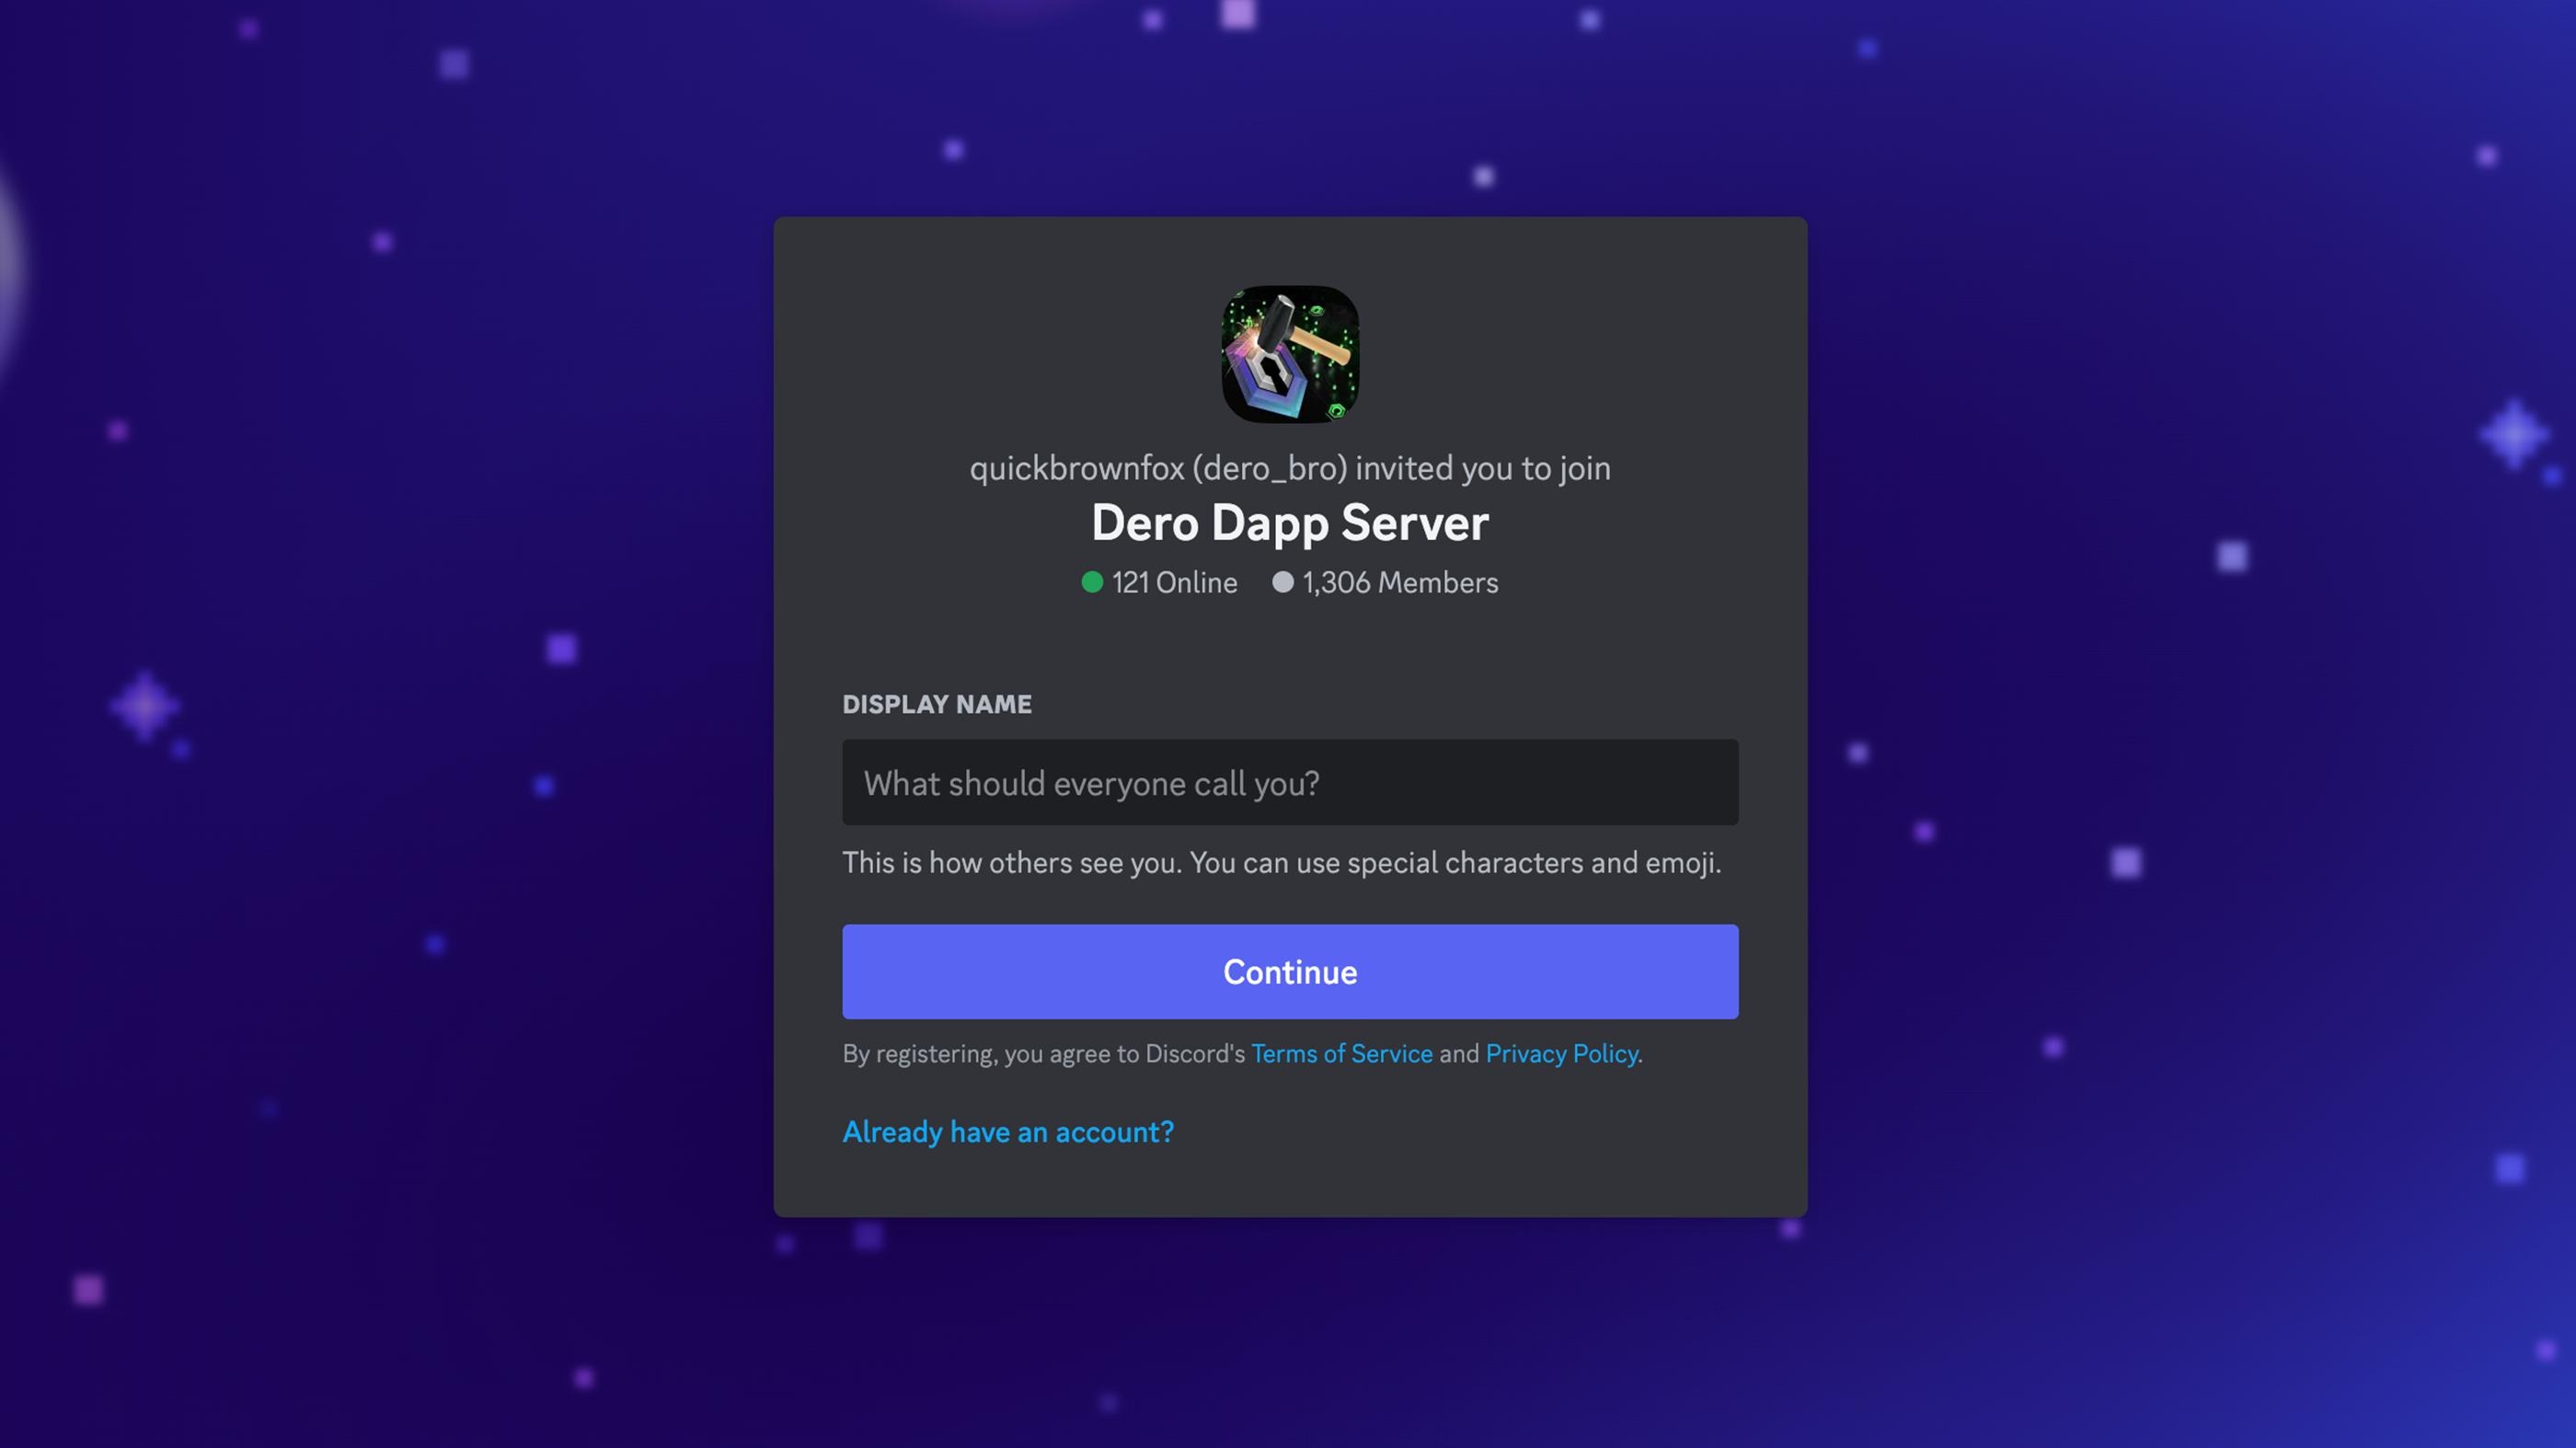 quickbrownfox (dero_bro) invited you to join
Dero Dapp Server
121 Online 1,306 Members
DISPLAY NAME
What should everyone call you?
This is how others see you. You can use special characters and emoji.
Continue
By registering, you agree to Discord's Terms of Service and Privacy Policy.
Already have an account?